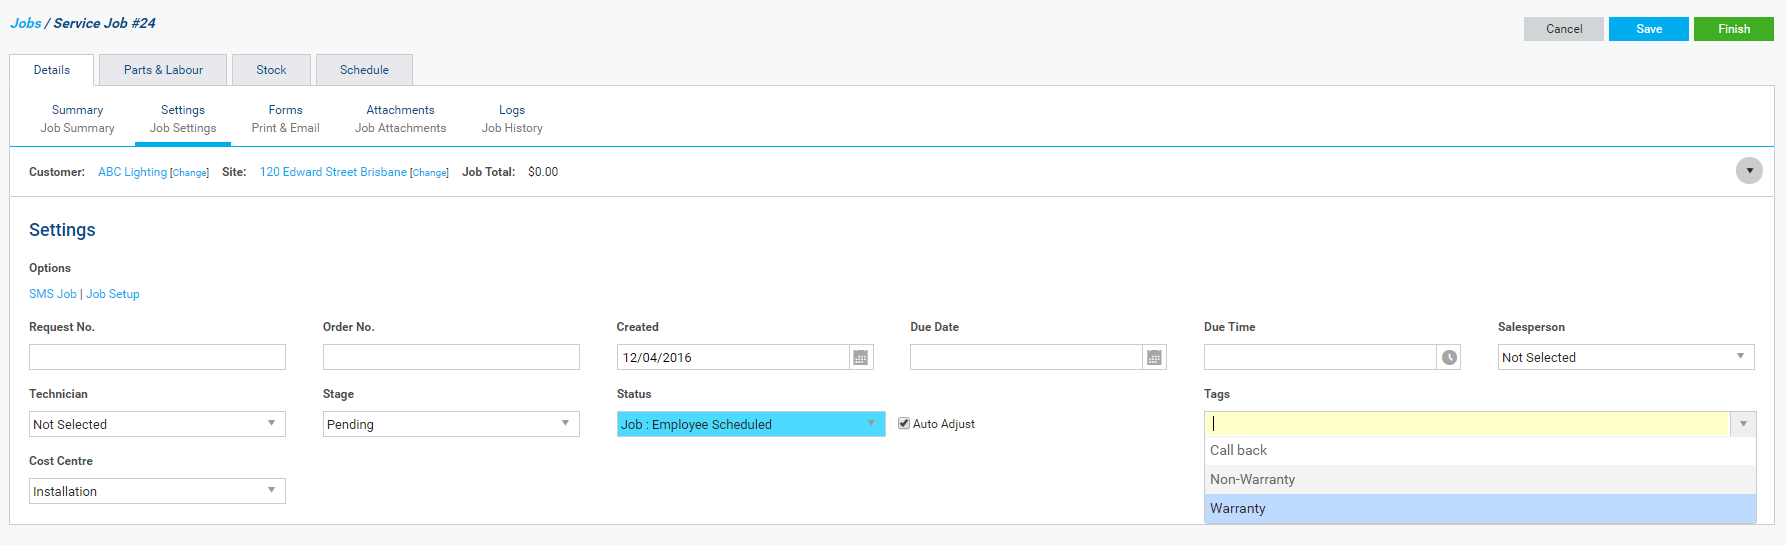 Jobs / Service Job #24
Cancel Save Finish
Details Parts & Labour Stock Schedule
Summary Settings Forms Attachments Logs
Job Summary Job Settings Print & Email Job Attachments Job History
Customer: ABC Lighting [Change] Site: 120 Edward Street Brisbane [Change] Job Total: $0.00
Settings
Options
SMS Job | Job Setup
Request No. Order No. Created Due Date Due Time Salesperson
12/04/2016 Not Selected
Technician Stage Status Tags
Not Selected Pending Job : Employee Scheduled Auto Adjust
Call back
Cost Centre
Non-Warranty
Installation
Warranty